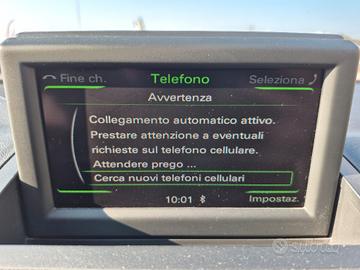 Fine ch.
Telefono
Seleziona
Avvertenza
Collegamento automatico attivo.
Prestare attenzione a eventuali
richieste sul telefono cellulare.
Attendere prego ...
Cerca nuovi telefoni cellulari
10:01
Impostaz.
subito